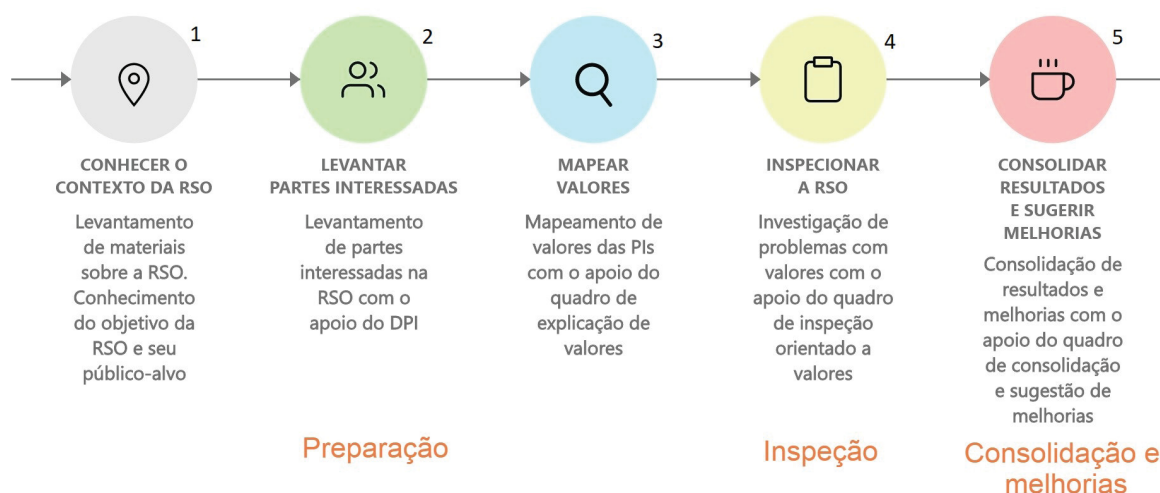 1
CONHECER O
CONTEXTO DA RSO
Levantamento
de materiais
sobre a RSO.
Conhecimento
do objetivo da
RSO e seu
público-alvo
2
LEVANTAR
PARTES INTERESSADAS
Levantamento
de partes
interessadas na
RSO com o
apoio do DPI
3
MAPEAR
VALORES
Mapeamento de
valores das PIs
com o apoio do
quadro de
explicação de
valores
4
INSPECIONAR
A RSO
Investigação de
problemas com
valores com o
apoio do quadro
de inspeção
orientado a
valores
5
CONSOLIDAR
RESULTADOS
E SUGERIR
MELHORIAS
Consolidação de
resultados e
melhorias com o
apoio do quadro
de consolidação
e sugestão de
melhorias
Preparação
Inspeção
Consolidação e
melhorias